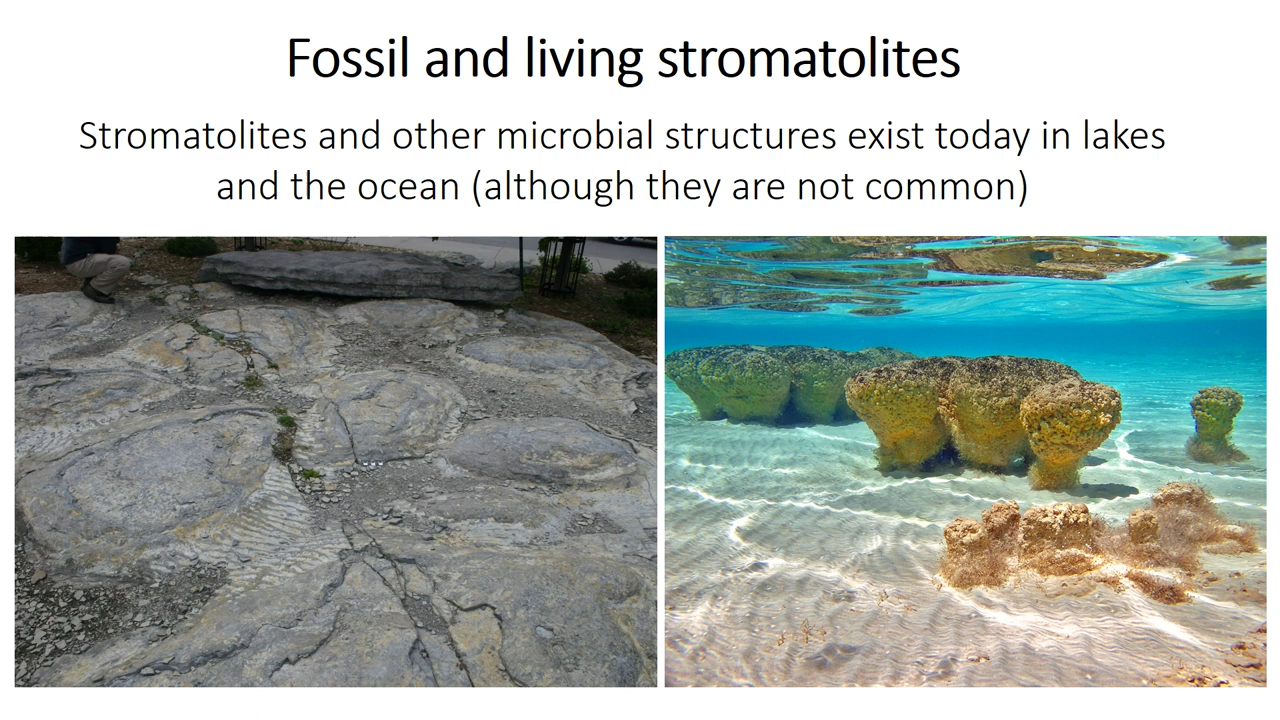 Fossil and living stromatolites
Stromatolites and other microbial structures exist today in lakes
and the ocean (although they are not common)